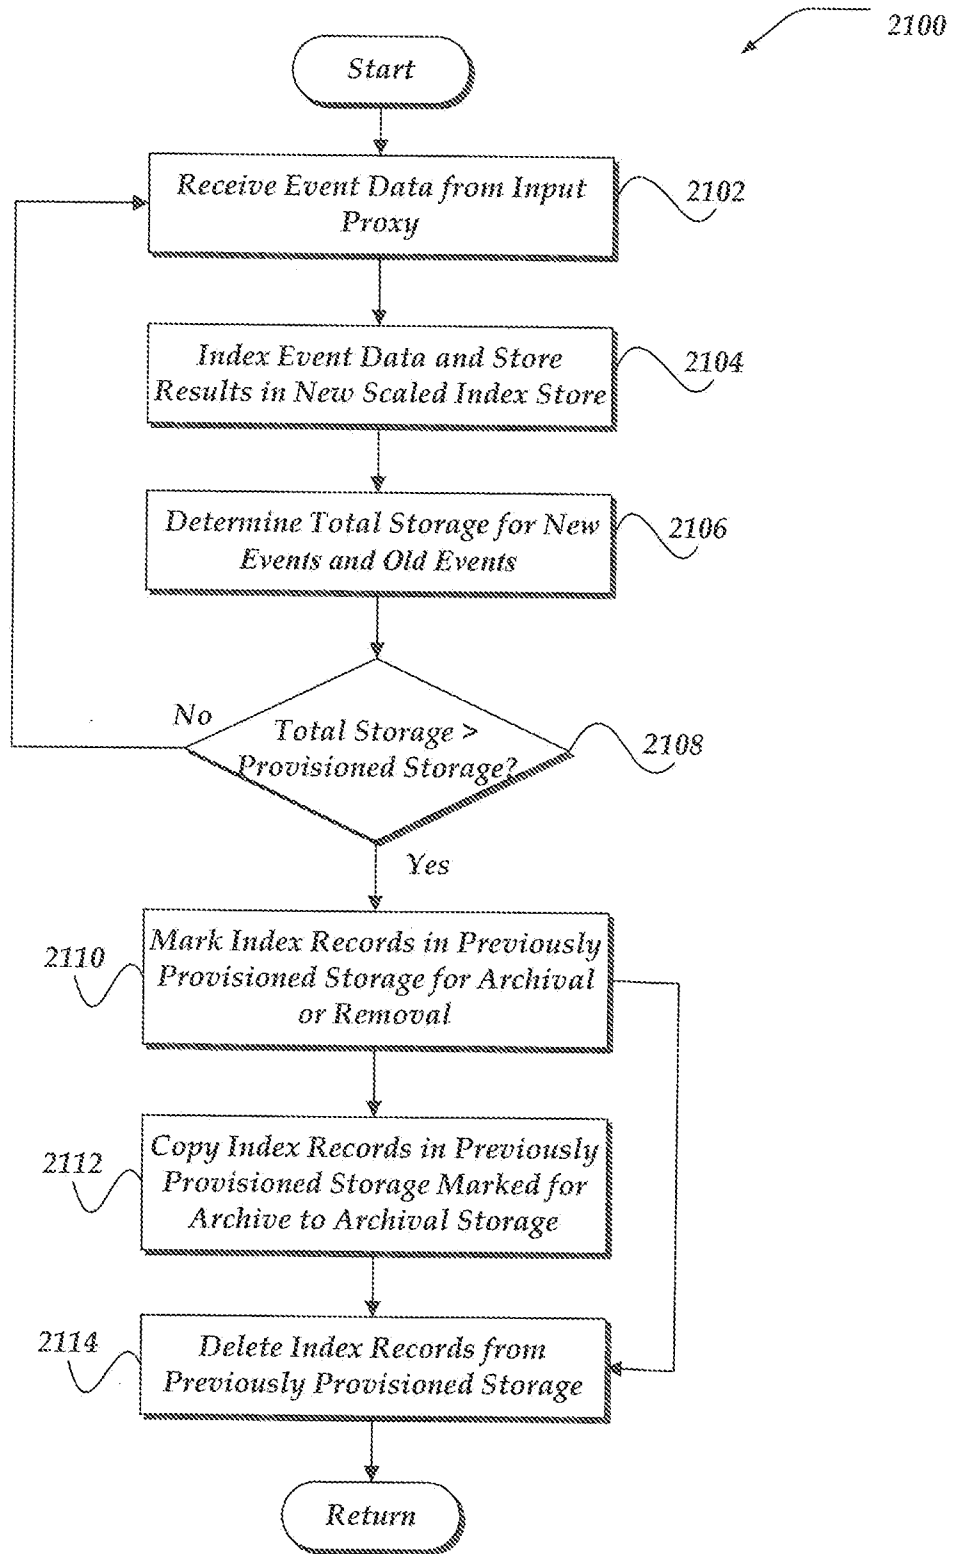 2100
Start
Receive Event Data from Input
Proxy
2102
Index Event Data and Store
Results in New Scaled Index Store
2104
Determine Total Storage for New
Events and Old Events
2106
No
Total Storage >
Provisioned Storage?
2108
Yes
Mark Index Records in Previously
Provisioned Storage for Archival
or Removal
2110
Copy Index Records in Previously
Provisioned Storage Marked for
Archive to Archival Storage
2112
Delete Index Records from
Previously Provisioned Storage
2114
Return